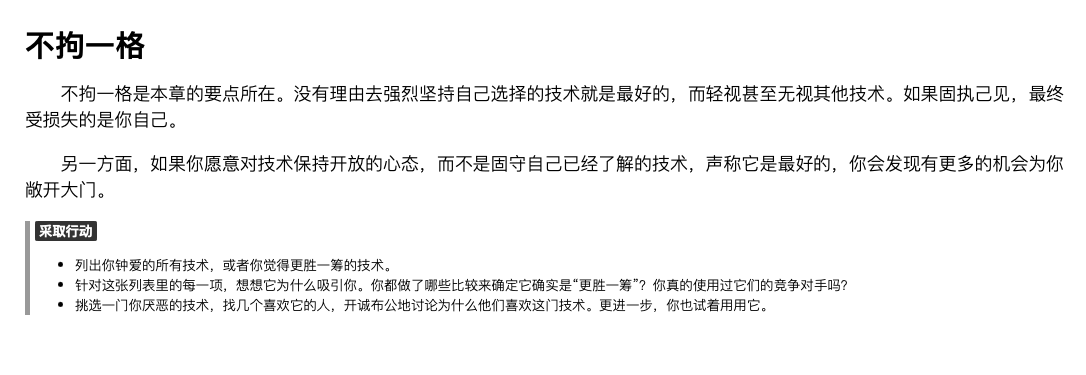 不拘一格
不拘一格是本章的要点所在。没有理由去强烈坚持自己选择的技术就是最好的，而轻视甚至无视其他技术。如果固执己见，最终
受损失的是你自己。
另一方面，如果你愿意对技术保持开放的心态，而不是固守自己已经了解的技术，声称它是最好的，你会发现有更多的机会为你
敞开大门。
采取行动
• 列出你钟爱的所有技术，或者你觉得更胜一筹的技术。
• 针对这张列表里的每一项，想想它为什么吸引你。你都做了哪些比较来确定它确实是“更胜一筹”？你真的使用过它们的竞争对手吗？
• 挑选一门你厌恶的技术，找几个喜欢它的人，开诚布公地讨论为什么他们喜欢这门技术。更进一步，你也试着用用它。